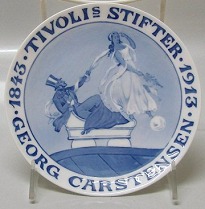 1843 · TIVOLIS STIFTER · 1913
GEORG CARSTENSEN